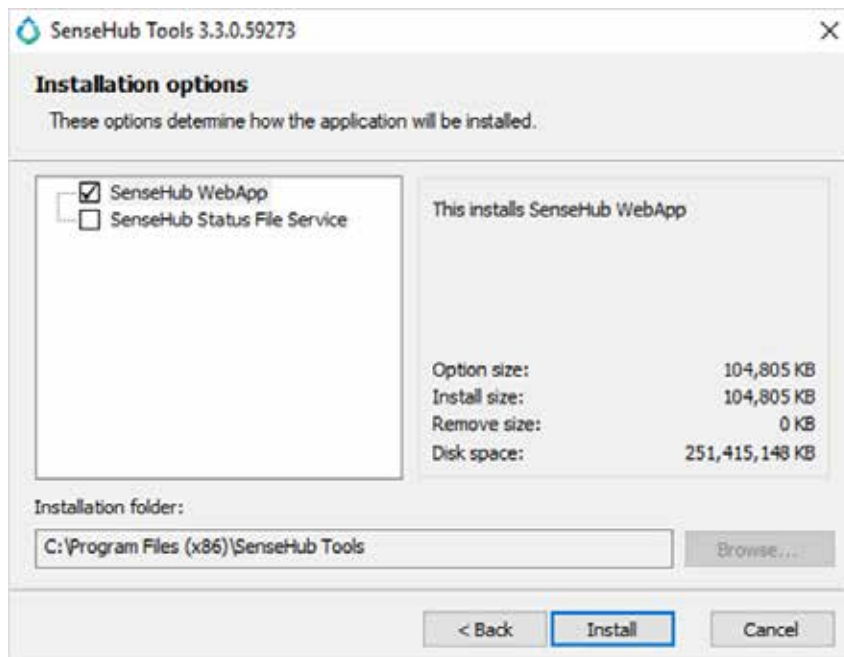 SenseHub Tools 3.3.0.59273
Installation options
These options determine how the application will be installed.
SenseHub WebApp
SenseHub Status File Service
This installs SenseHub WebApp
Option size: 104,805 KB
Install size: 104,805 KB
Remove size: 0 KB
Disk space: 251,415,148 KB
Installation folder:
C:\Program Files (x86)\SenseHub Tools
Browse...
< Back
Install
Cancel